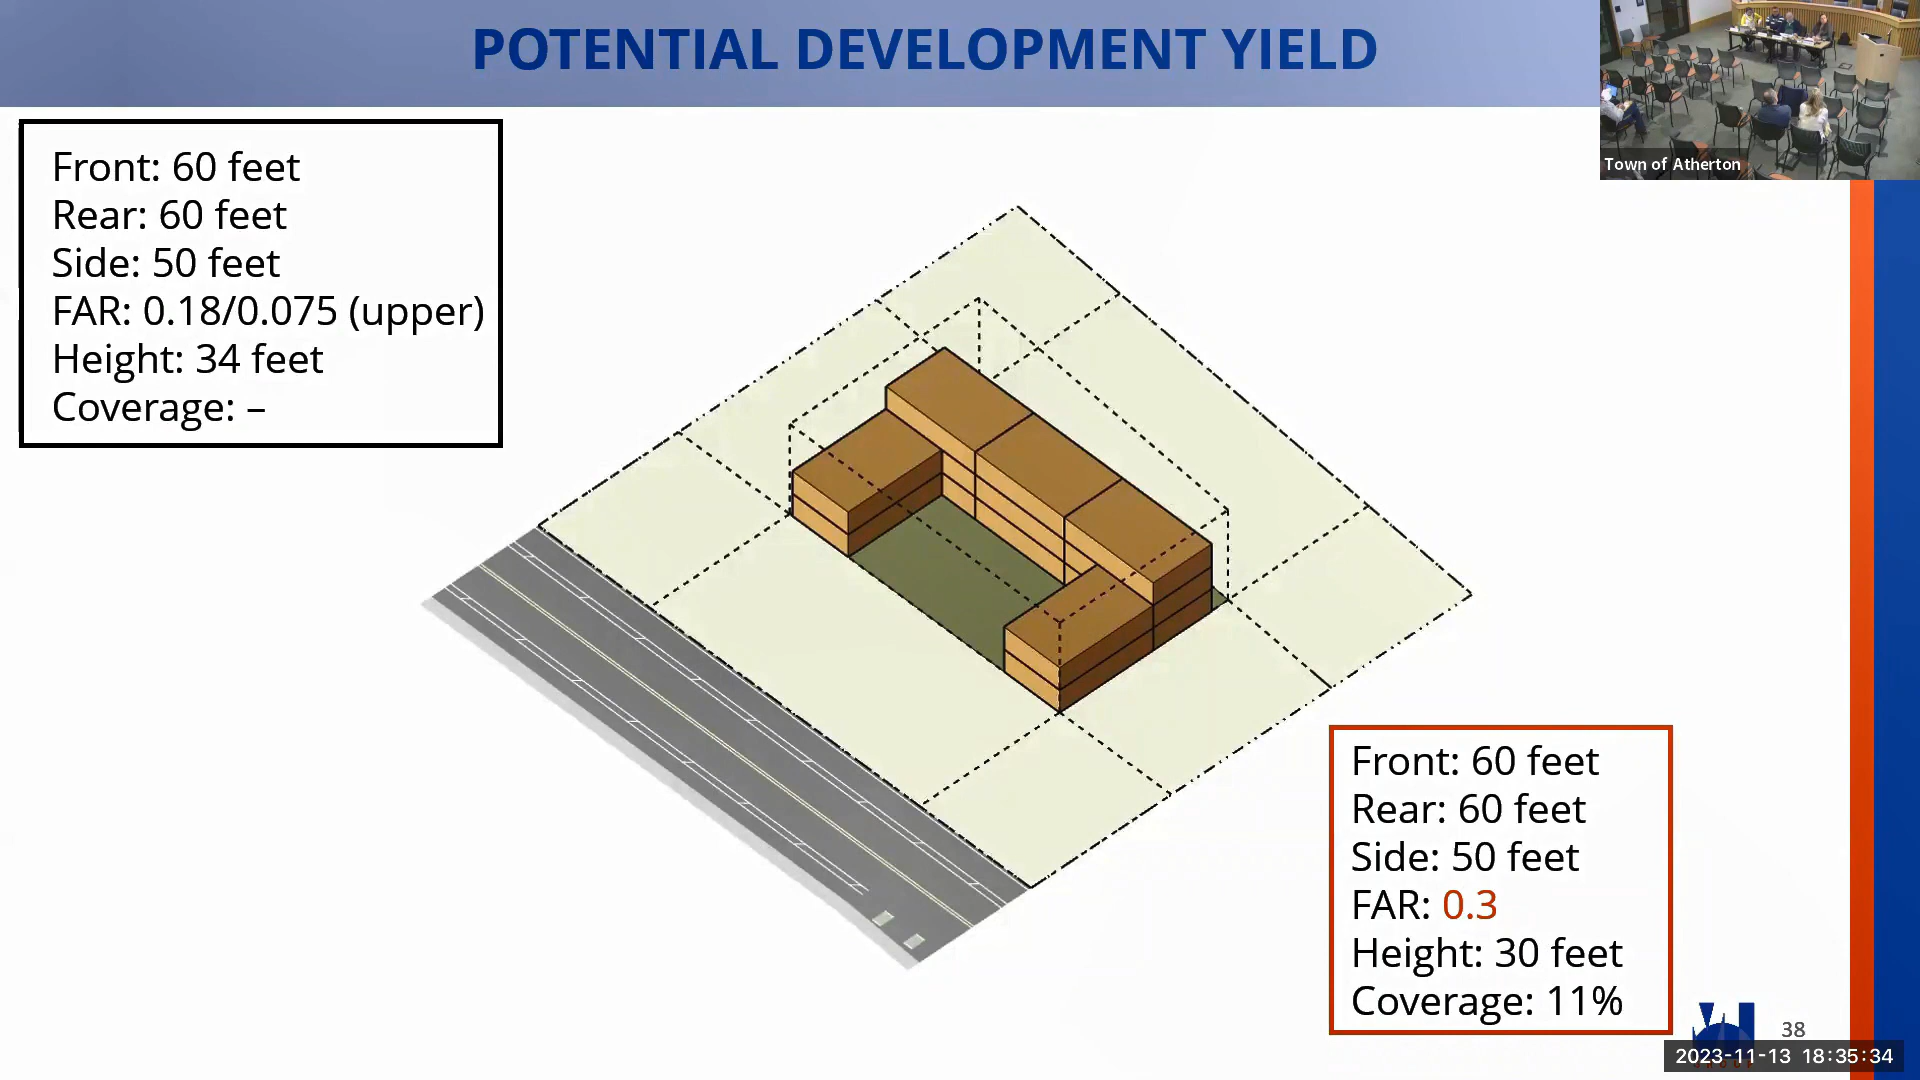 POTENTIAL DEVELOPMENT YIELD
Town of Atherton
Front: 60 feet
Rear: 60 feet
Side: 50 feet
FAR: 0.18/0.075 (upper)
Height: 34 feet
Coverage: –
Front: 60 feet
Rear: 60 feet
Side: 50 feet
FAR: 0.3
Height: 30 feet
Coverage: 11%
38
2023-11-13 18:35:34